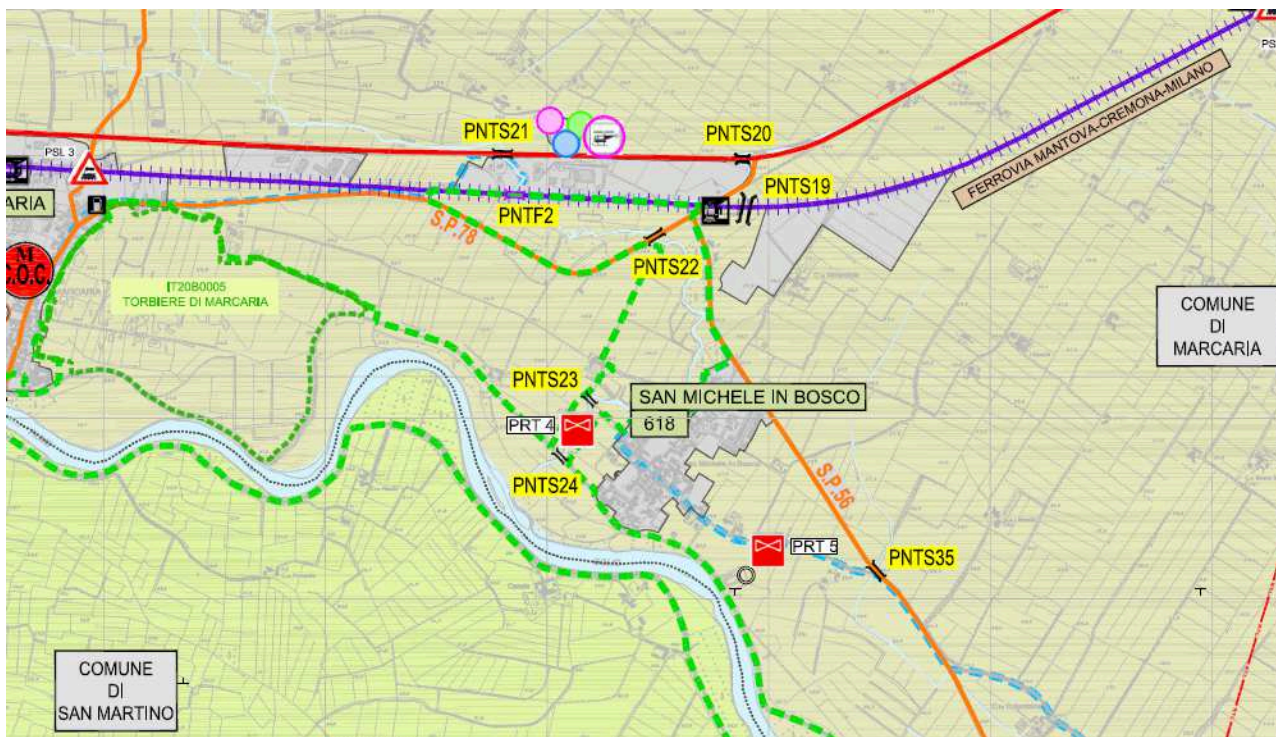 PSL 3
PNTS21
PNTS20
FERROVIA MANTOVA-CREMONA-MILANO
PNTS19
ARIA
PNTF2
S.P.78
PNTS22
M
C.O.C.
IT20B0005
TORBIERE DI MARCARIA
COMUNE
DI
MARCARIA
PNTS23
SAN MICHELE IN BOSCO
618
PRT 4
PNTS24
S.P.56
PRT 5
PNTS35
COMUNE
DI
SAN MARTINO